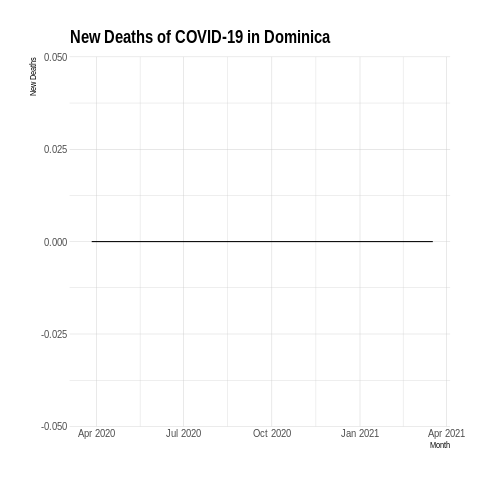 New Deaths of COVID-19 in Dominica
New Deaths
0.050
0.025
0.000
-0.025
-0.050
Apr 2020 Jul 2020 Oct 2020 Jan 2021 Apr 2021
Month